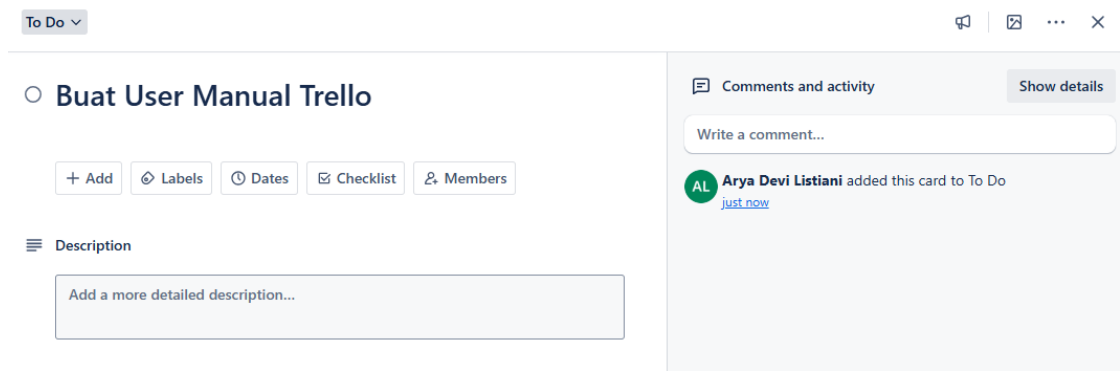 To Do
Buat User Manual Trello
+ Add
Labels
Dates
Checklist
Members
Description
Add a more detailed description...
Comments and activity
Show details
Write a comment...
AL
Arya Devi Listiani added this card to To Do
just now